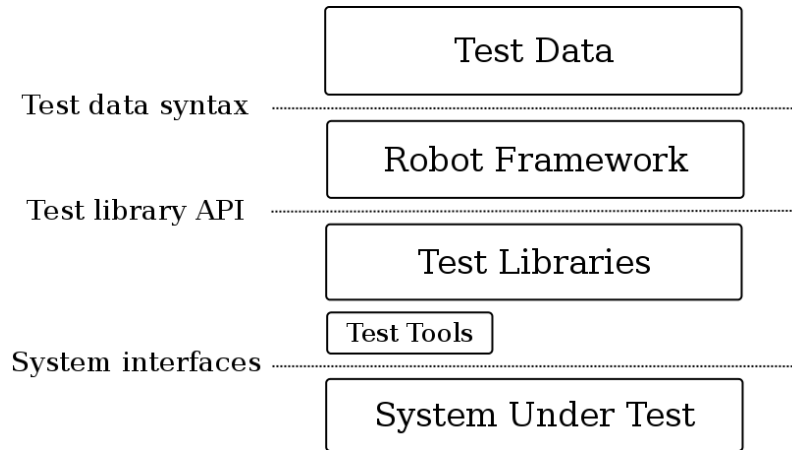 Test Data
Test data syntax
Robot Framework
Test library API
Test Libraries
Test Tools
System interfaces
System Under Test